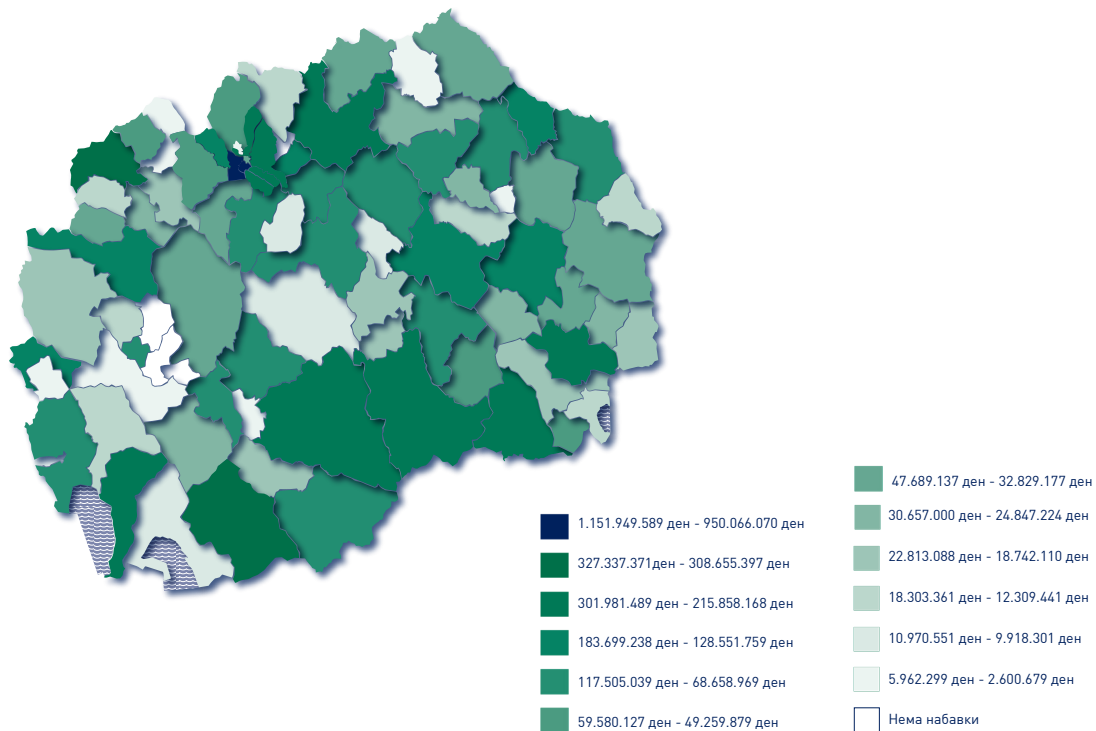 1.151.949.589 ден - 950.066.070 ден
327.337.371ден - 308.655.397 ден
301.981.489 ден - 215.858.168 ден
183.699.238 ден - 128.551.759 ден
117.505.039 ден - 68.658.969 ден
59.580.127 ден - 49.259.879 ден
47.689.137 ден - 32.829.177 ден
30.657.000 ден - 24.847.224 ден
22.813.088 ден - 18.742.110 ден
18.303.361 ден - 12.309.441 ден
10.970.551 ден - 9.918.301 ден
5.962.299 ден - 2.600.679 ден
Нема набавки